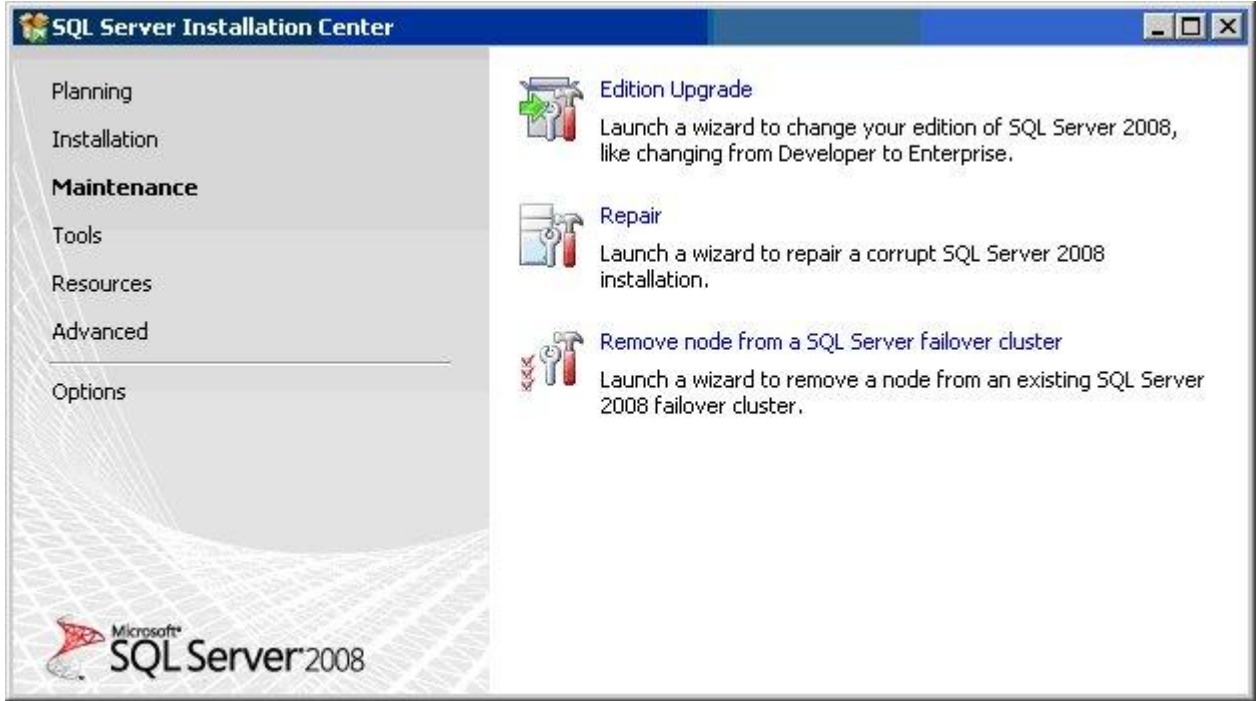 SQL Server Installation Center
Planning
Installation
Maintenance
Tools
Resources
Advanced
Options
Edition Upgrade
Launch a wizard to change your edition of SQL Server 2008,
like changing from Developer to Enterprise.
Repair
Launch a wizard to repair a corrupt SQL Server 2008
installation.
Remove node from a SQL Server failover cluster
Launch a wizard to remove a node from an existing SQL Server
2008 failover cluster.
Microsoft®
SQL Server® 2008